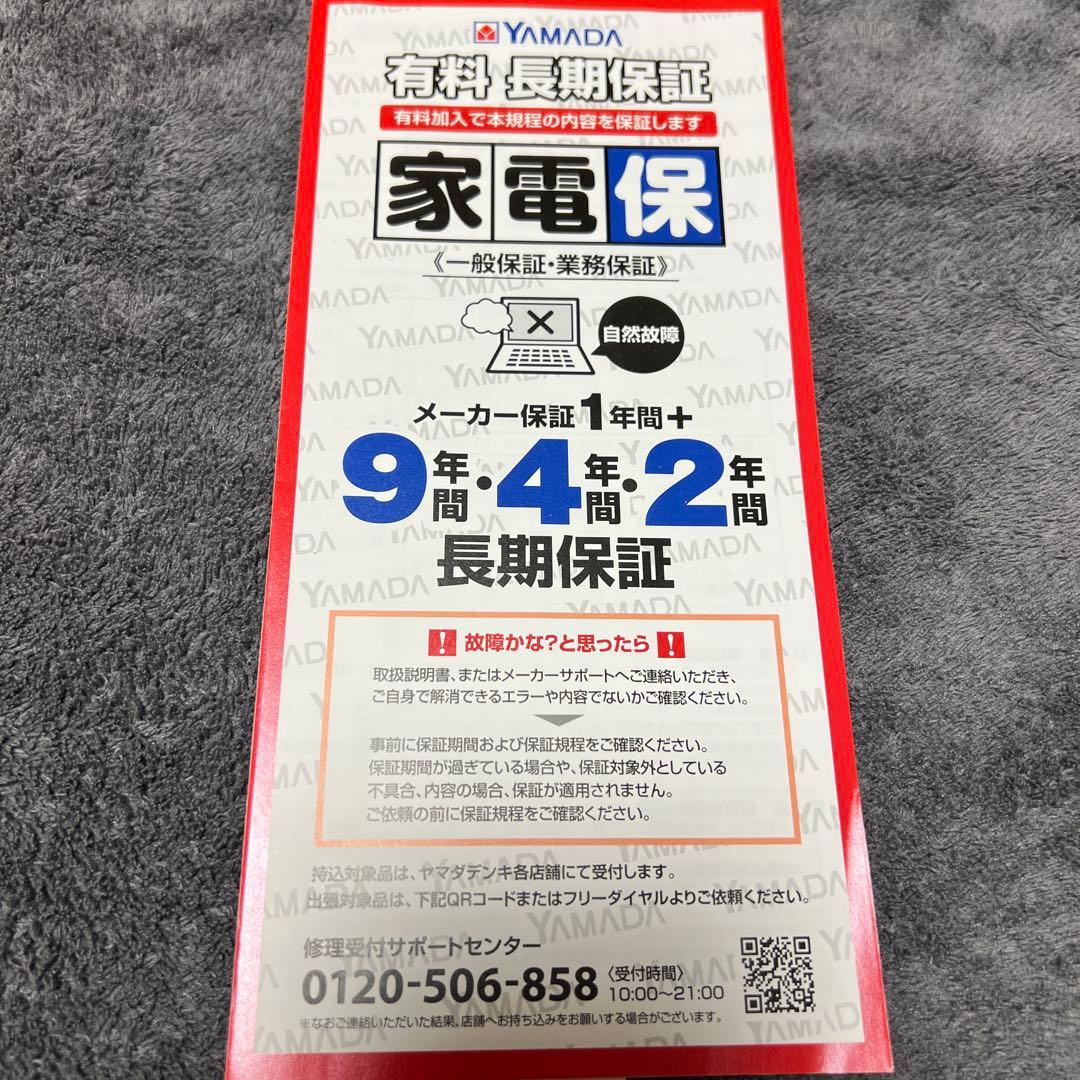 YAMADA
有料 長期保証
有料加入で本規程の内容を保証します
家電保
《一般保証・業務保証》
自然故障
メーカー保証1年間+
9年間・4年間・2年間
長期保証
! 故障かな?と思ったら !
取扱説明書、またはメーカーサポートへご連絡いただき、
ご自身で解消できるエラーや内容でないかご確認ください。
事前に保証期間および保証規程をご確認ください。
保証期間が過ぎている場合や、保証対象外としている
不具合、内容の場合、保証が適用されません。
ご依頼の前に保証規程をご確認ください。
持込対象品は、ヤマダデンキ各店舗にて受付します。
出張対象品は、下記QRコードまたはフリーダイヤルよりご依頼ください。
修理受付サポートセンター
0120-506-858 〈受付時間〉
10:00〜21:00
※なおご連絡いただいた結果、店舗へお持ち込みをお願いする場合がございます。